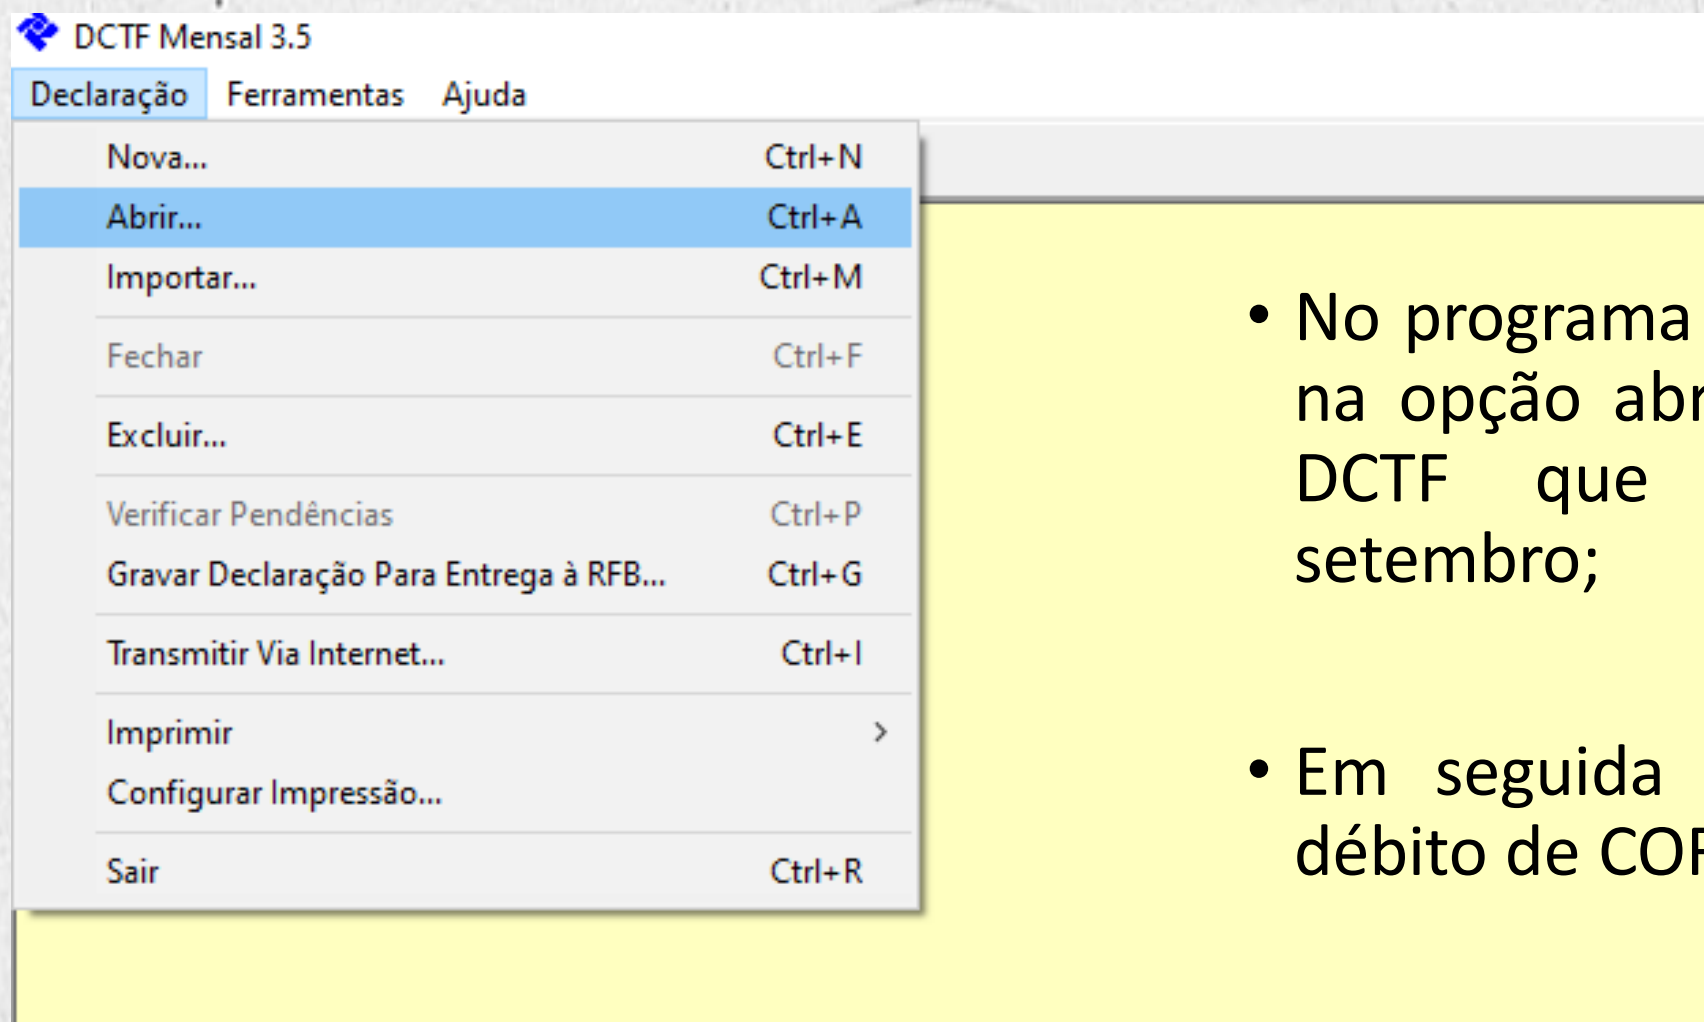 DCTF Mensal 3.5
Declaração Ferramentas Ajuda
Nova... Ctrl+N
Abrir... Ctrl+A
Importar... Ctrl+M
Fechar Ctrl+F
Excluir... Ctrl+E
Verificar Pendências Ctrl+P
Gravar Declaração Para Entrega à RFB... Ctrl+G
Transmitir Via Internet... Ctrl+I
Imprimir >
Configurar Impressão...
Sair Ctrl+R
• No programa
na opção
DCTF que
setembro;
• Em seguida
débito de